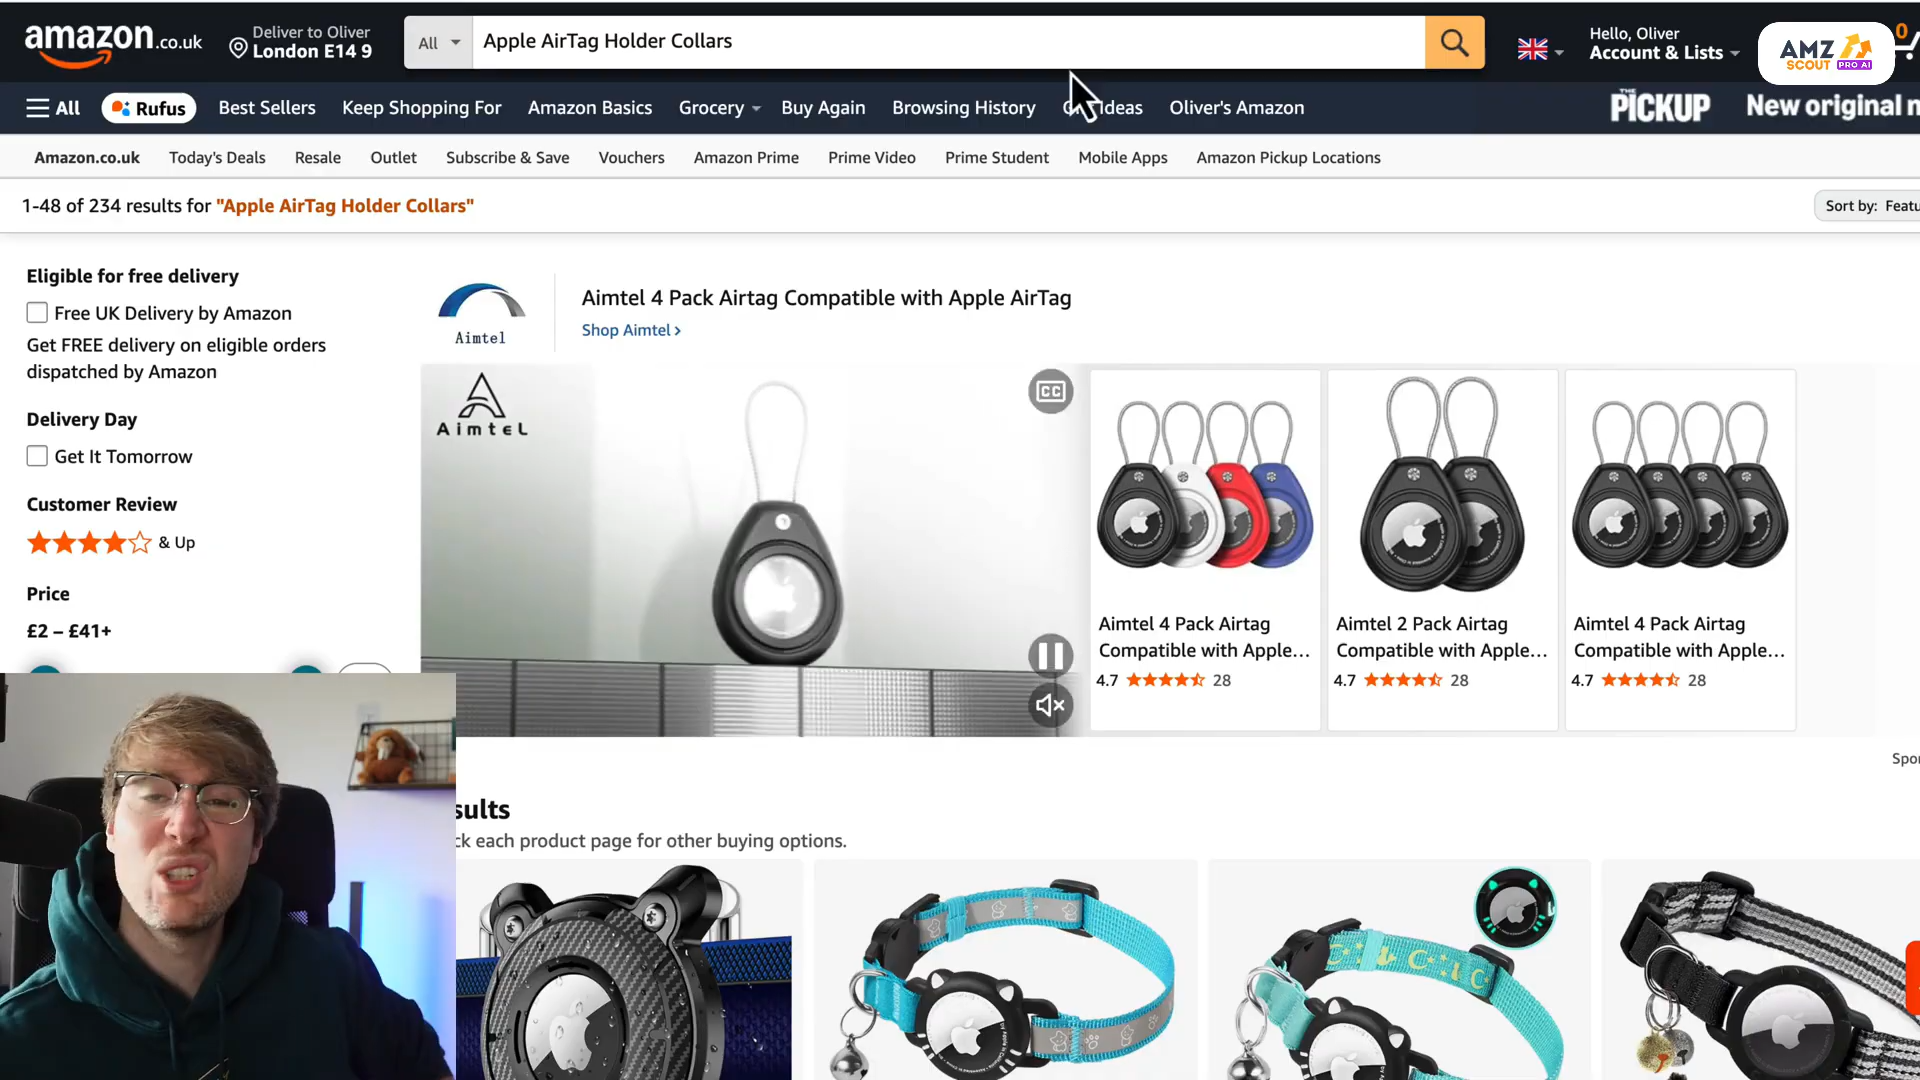 amazon.co.uk
Deliver to Oliver
London E14 9
All
Apple AirTag Holder Collars
Hello, Oliver
Account & Lists
AMZ
SCOUT PRO AI
0
All
Rufus
Best Sellers
Keep Shopping For
Amazon Basics
Grocery
Buy Again
Browsing History
Ideas
Oliver's Amazon
THE PICKUP
New original
Amazon.co.uk
Today's Deals
Resale
Outlet
Subscribe & Save
Vouchers
Amazon Prime
Prime Video
Prime Student
Mobile Apps
Amazon Pickup Locations
1-48 of 234 results for "Apple AirTag Holder Collars"
Sort by: Featu
Eligible for free delivery
Free UK Delivery by Amazon
Get FREE delivery on eligible orders
dispatched by Amazon
Delivery Day
Get It Tomorrow
Customer Review
& Up
Price
£2 – £41+
Aimtel
Aimtel 4 Pack Airtag Compatible with Apple AirTag
Shop Aimtel ›
Aimtel
CC
Aimtel 4 Pack Airtag
Compatible with Apple...
4.7 28
Aimtel 2 Pack Airtag
Compatible with Apple...
4.7 28
Aimtel 4 Pack Airtag
Compatible with Apple...
4.7 28
Spo
sults
ck each product page for other buying options.